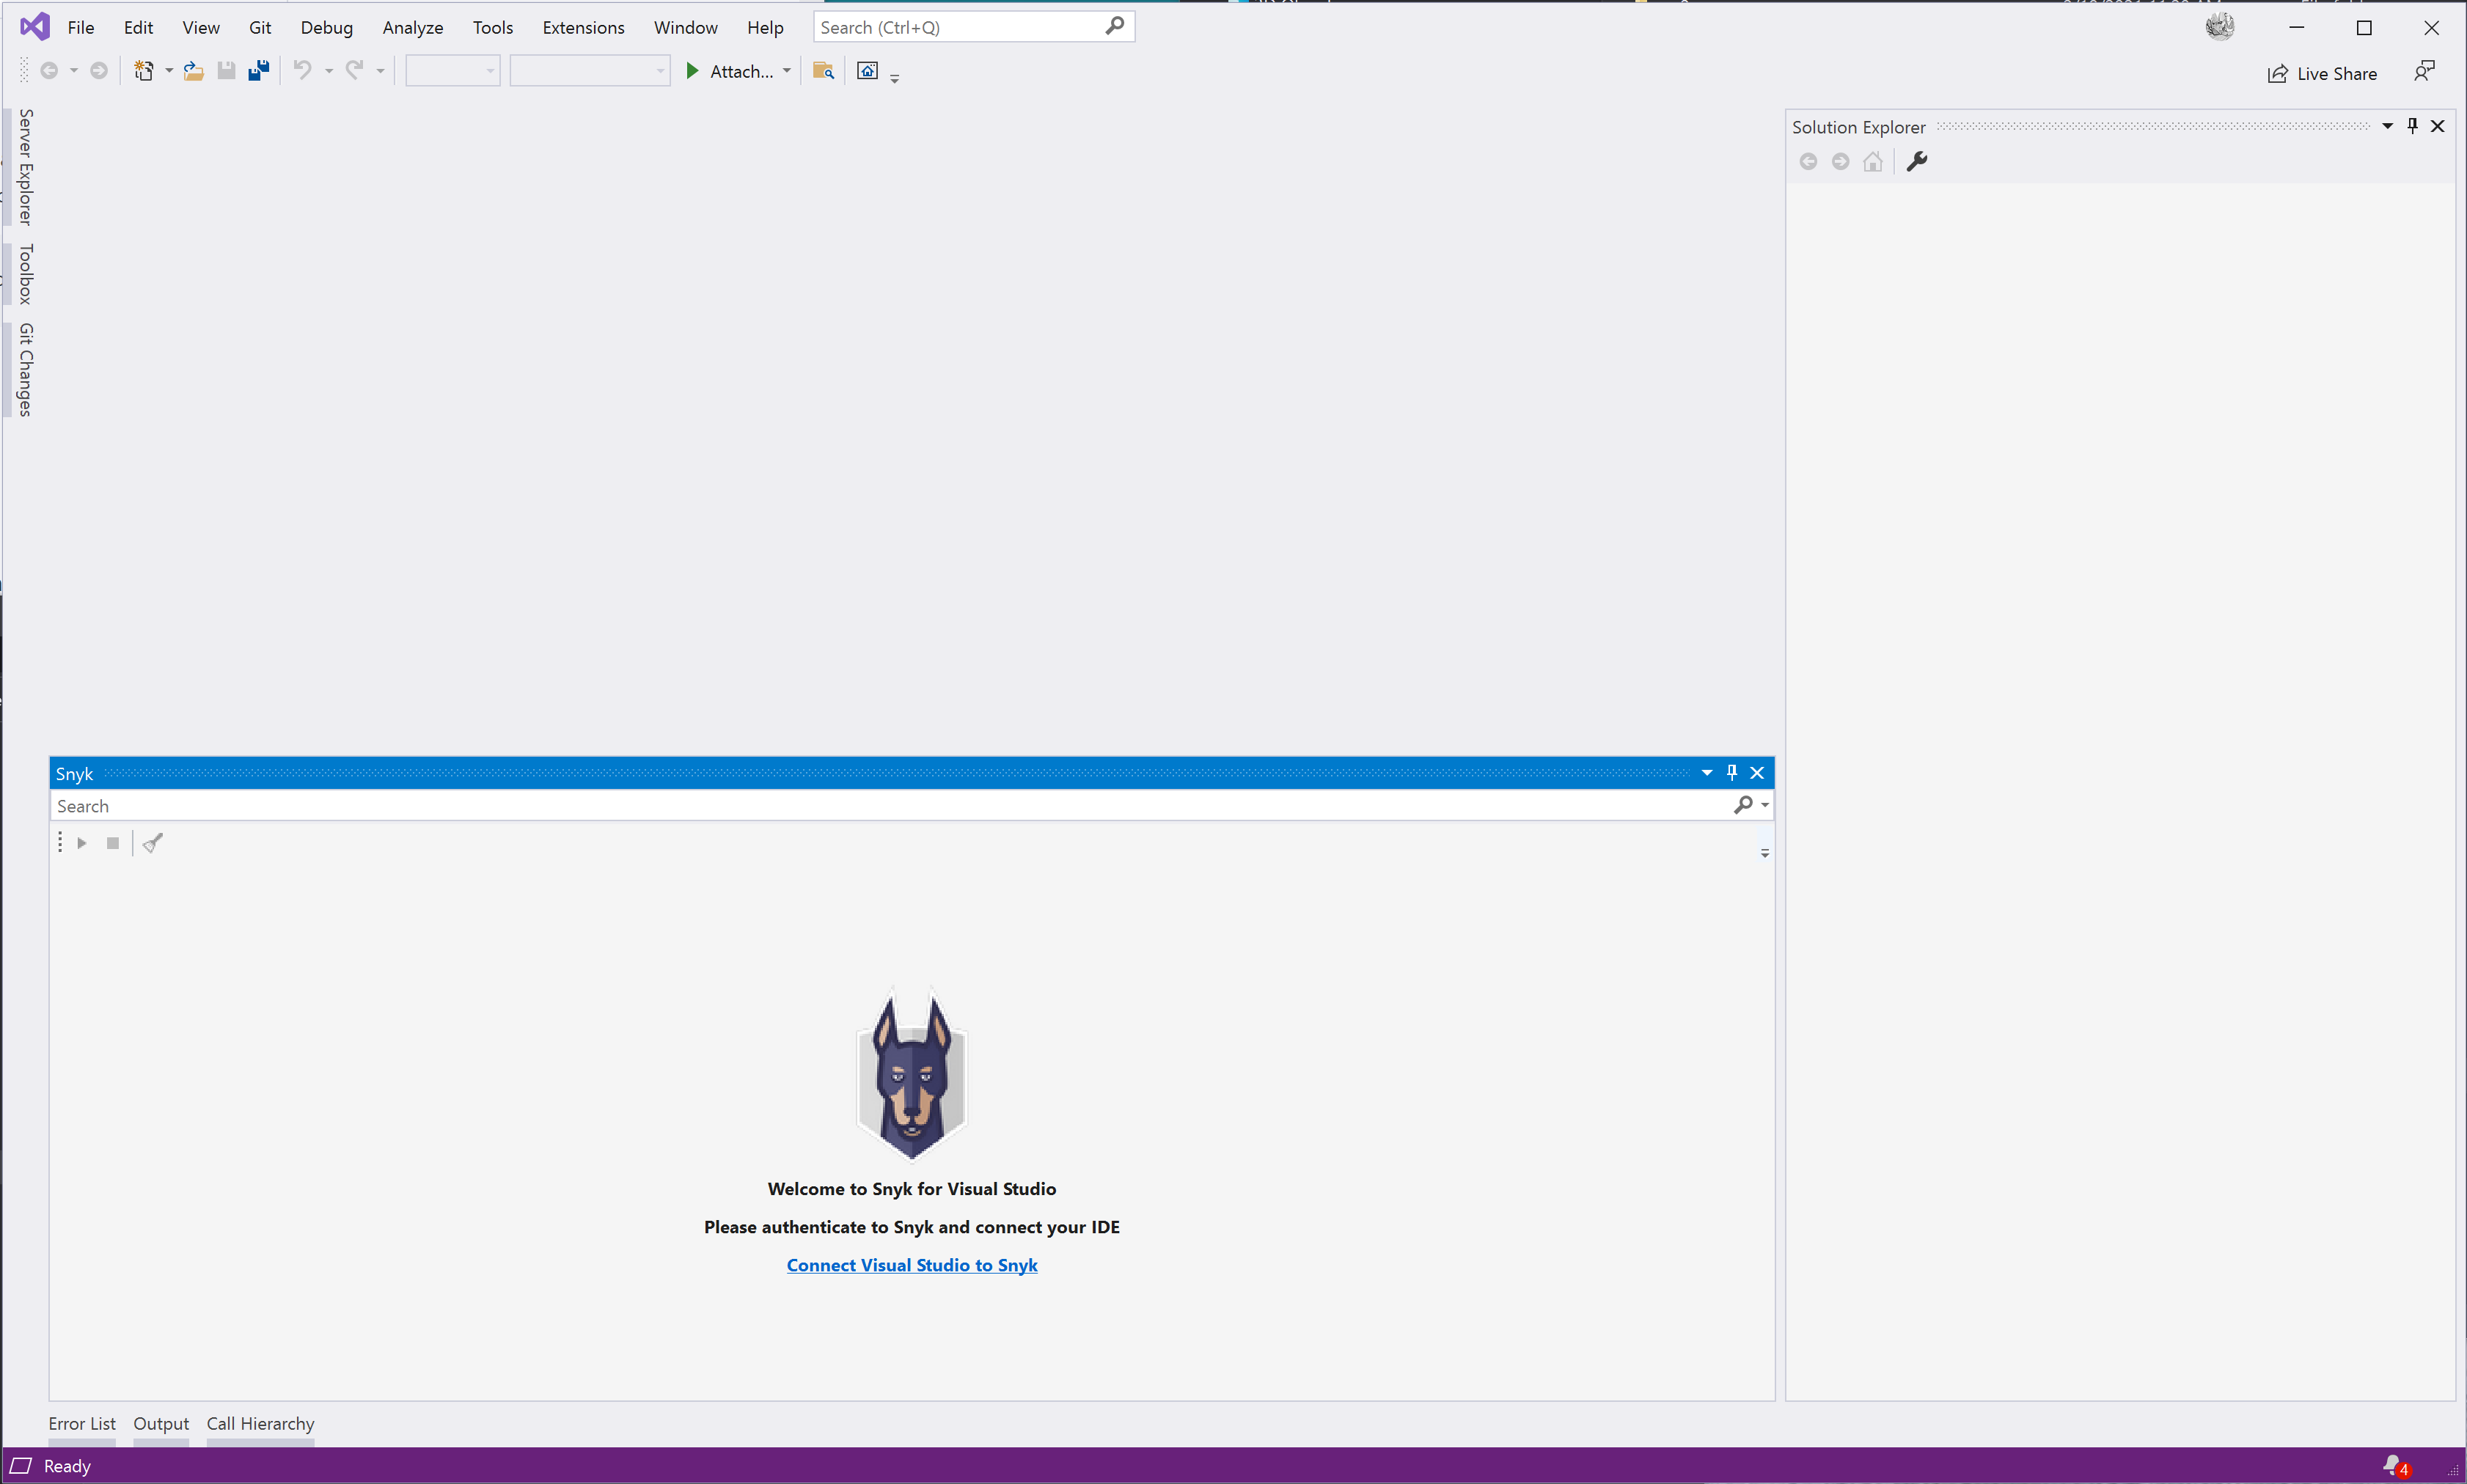 File Edit View Git Debug Analyze Tools Extensions Window Help Search (Ctrl+Q)
Attach... Live Share
Server Explorer
Toolbox
Git Changes
Solution Explorer
Snyk
Search
Welcome to Snyk for Visual Studio
Please authenticate to Snyk and connect your IDE
Connect Visual Studio to Snyk
Error List Output Call Hierarchy
Ready 4